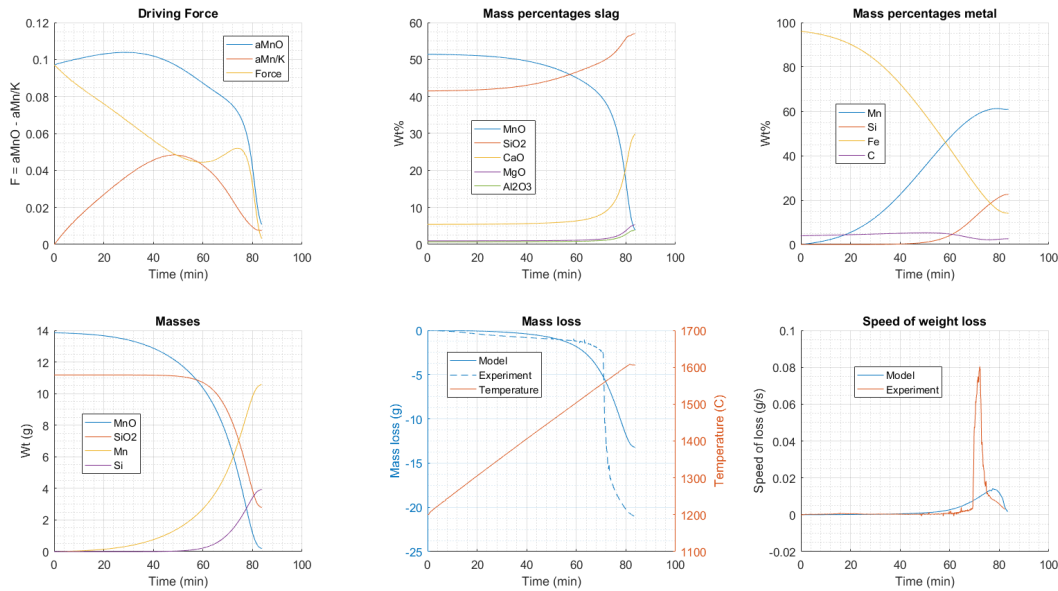 Driving Force
0.12
0.1
0.08
0.06
0.04
0.02
0
F = aMnO - aMn/K
aMnO
aMn/K
Force
0 20 40 60 80 100
Time (min)
Mass percentages slag
60
50
40
30
20
10
0
Wt%
MnO
SiO2
CaO
MgO
Al2O3
0 20 40 60 80 100
Time (min)
Mass percentages metal
100
80
60
40
20
0
Wt%
Mn
Si
Fe
C
0 20 40 60 80 100
Time (min)
Masses
14
12
10
8
6
4
2
0
Wt (g)
MnO
SiO2
Mn
Si
0 20 40 60 80 100
Time (min)
Mass loss
0
-5
-10
-15
-20
-25
Mass loss (g)
Model
Experiment
Temperature
1700
1600
1500
1400
1300
1200
1100
Temperature (C)
0 20 40 60 80 100
Time (min)
Speed of weight loss
0.1
0.08
0.06
0.04
0.02
0
-0.02
Speed of loss (g/s)
Model
Experiment
0 20 40 60 80 100
Time (min)